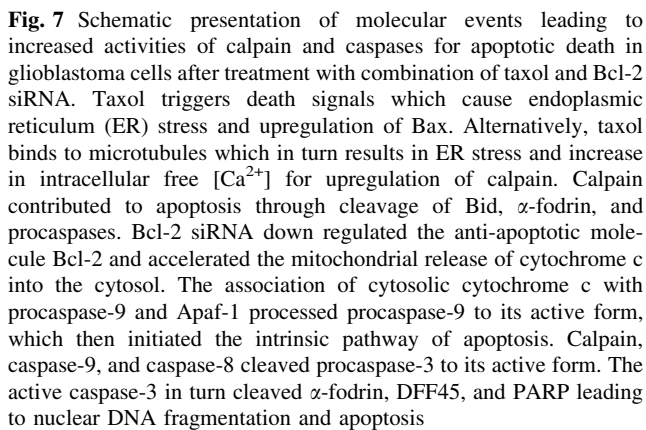 Fig. 7 Schematic presentation of molecular events leading to
increased activities of calpain and caspases for apoptotic death in
glioblastoma cells after treatment with combination of taxol and Bcl-2
siRNA. Taxol triggers death signals which cause endoplasmic
reticulum (ER) stress and upregulation of Bax. Alternatively, taxol
binds to microtubules which in turn results in ER stress and increase
in intracellular free [Ca²⁺] for upregulation of calpain. Calpain
contributed to apoptosis through cleavage of Bid, α-fodrin, and
procaspases. Bcl-2 siRNA down regulated the anti-apoptotic mole-
cule Bcl-2 and accelerated the mitochondrial release of cytochrome c
into the cytosol. The association of cytosolic cytochrome c with
procaspase-9 and Apaf-1 processed procaspase-9 to its active form,
which then initiated the intrinsic pathway of apoptosis. Calpain,
caspase-9, and caspase-8 cleaved procaspase-3 to its active form. The
active caspase-3 in turn cleaved α-fodrin, DFF45, and PARP leading
to nuclear DNA fragmentation and apoptosis